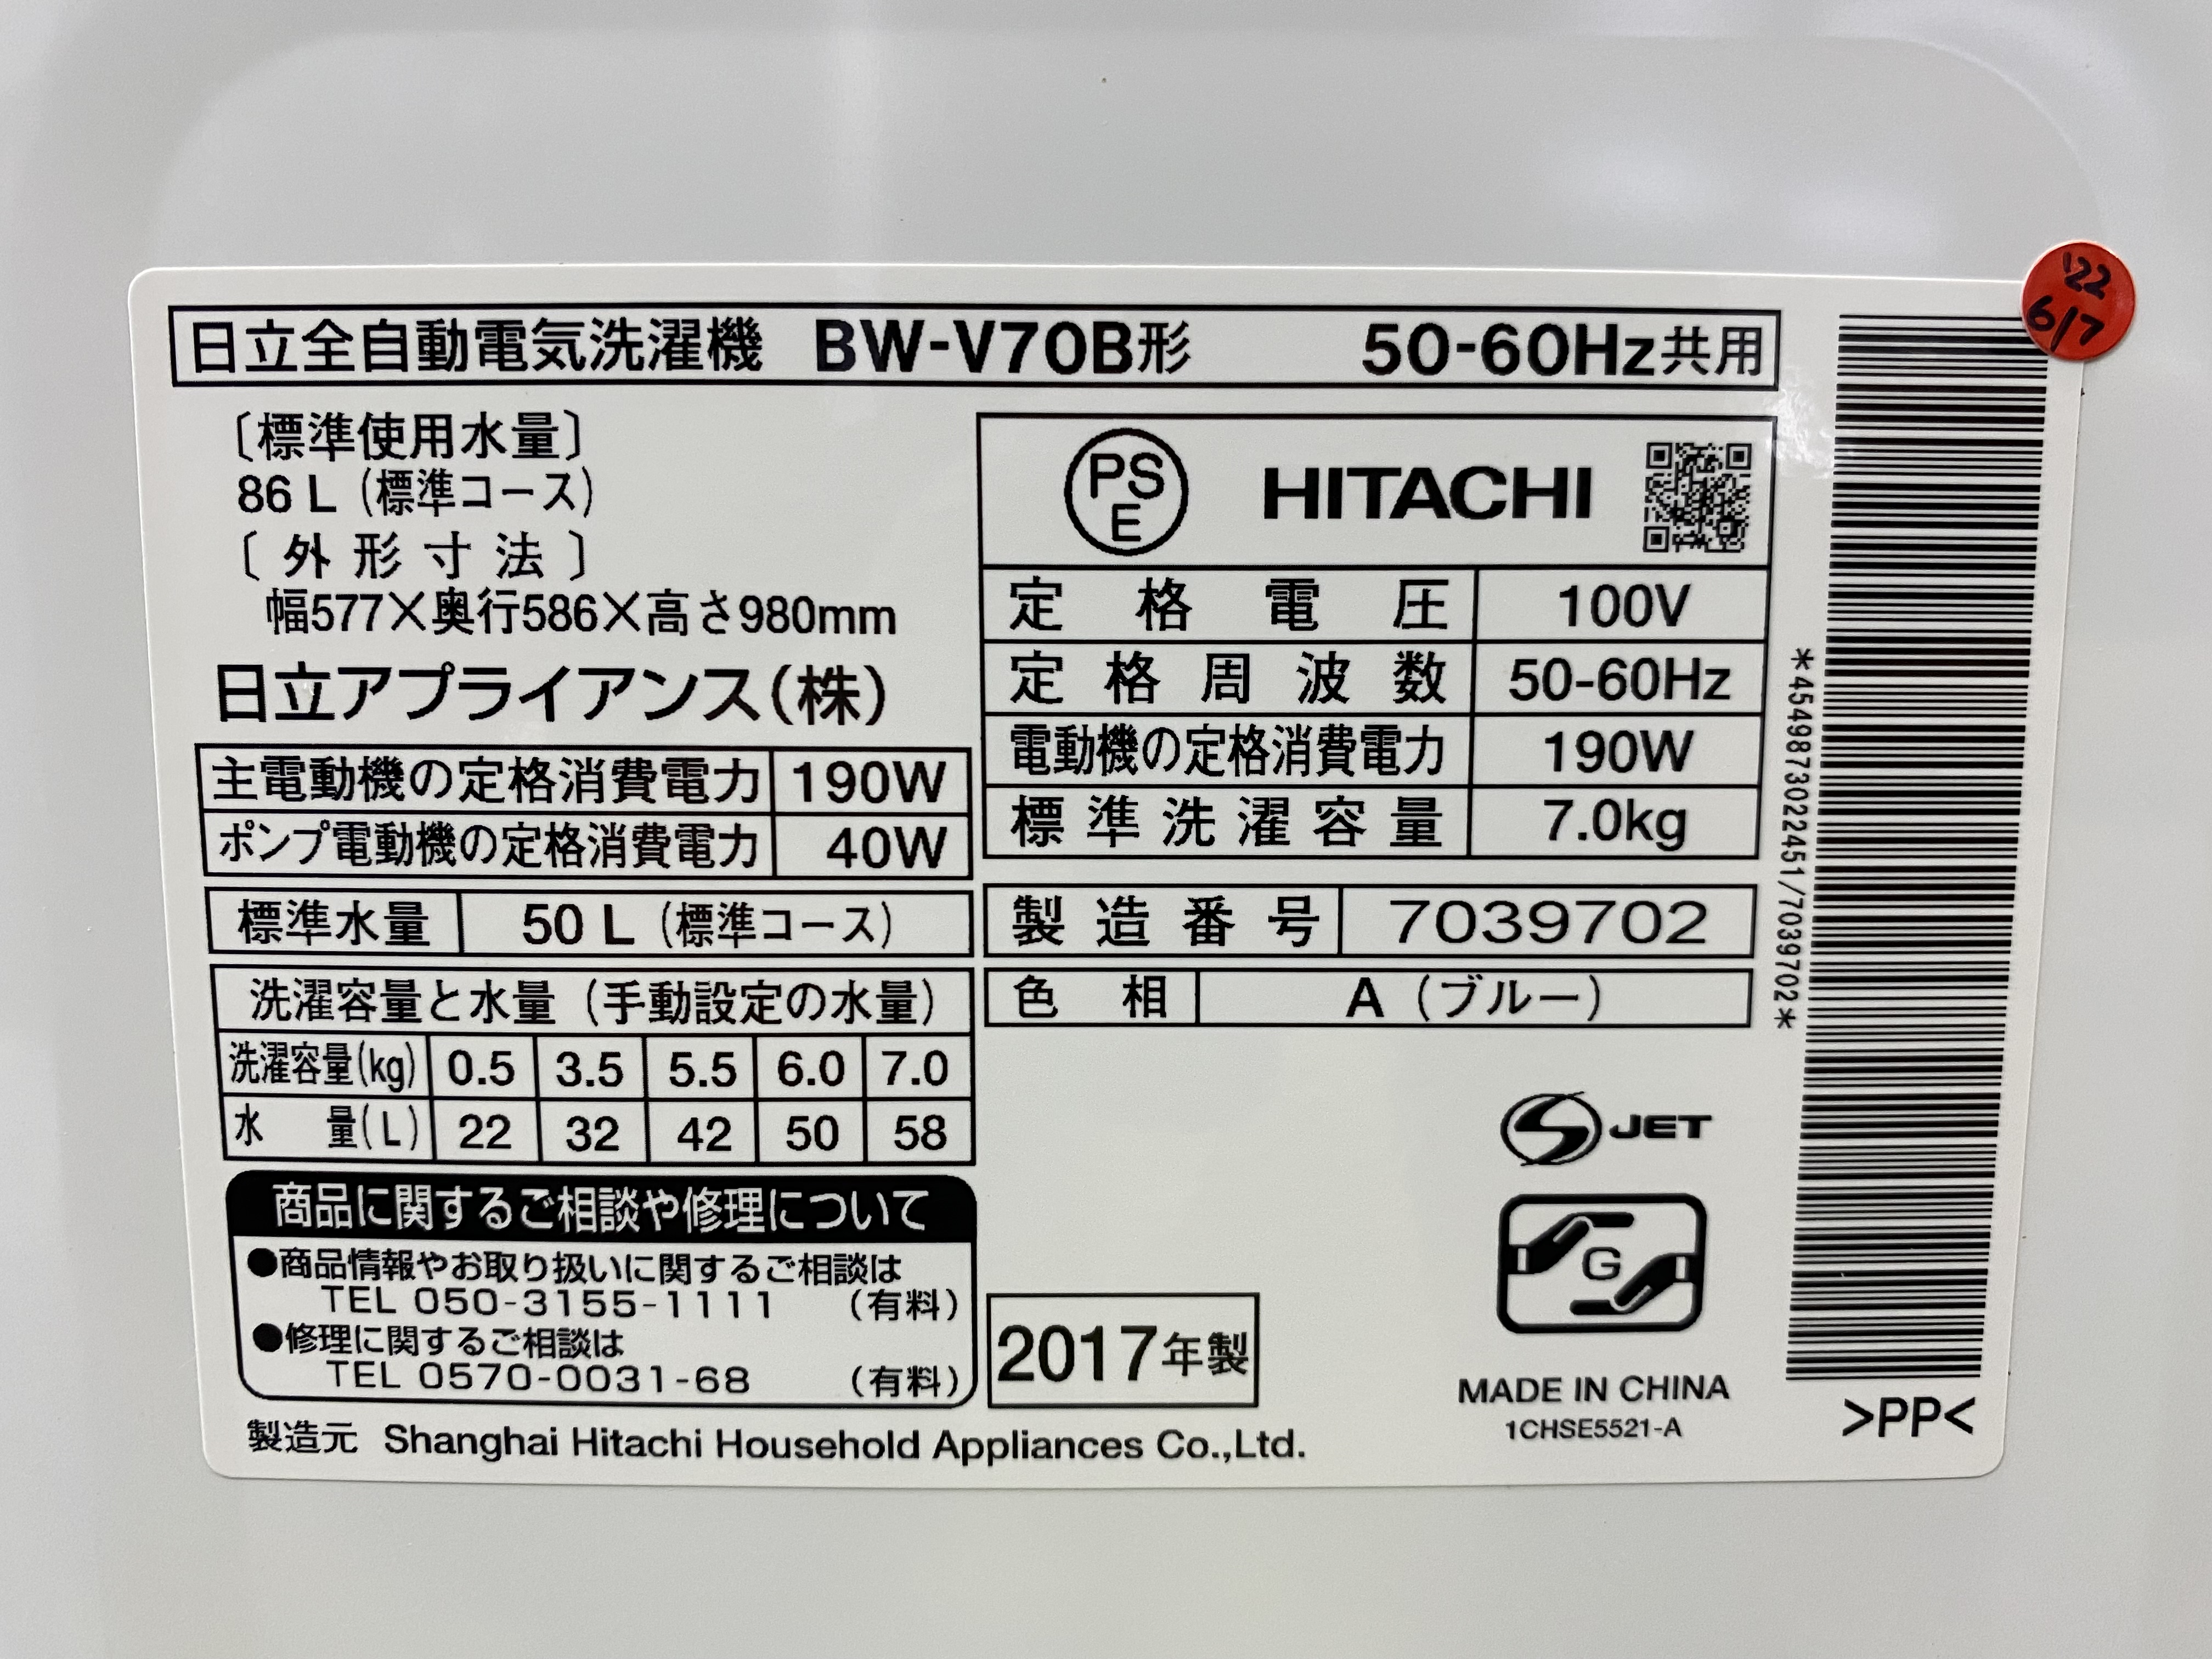 '22
6/7
日立全自動電気洗濯機 BW-V70B形 50-60Hz共用
〔標準使用水量〕
86 L (標準コース)
〔外形寸法〕
幅577×奥行586×高さ980mm
日立アプライアンス(株)
主電動機の定格消費電力 190W
ポンプ電動機の定格消費電力 40W
標準水量 50 L (標準コース)
洗濯容量と水量 (手動設定の水量)
洗濯容量(kg) 0.5 3.5 5.5 6.0 7.0
水量(L) 22 32 42 50 58
商品に関するご相談や修理について
●商品情報やお取り扱いに関するご相談は
TEL 050-3155-1111 (有料)
●修理に関するご相談は
TEL 0570-0031-68 (有料)
製造元 Shanghai Hitachi Household Appliances Co.,Ltd.
PS
E
HITACHI
定格電圧 100V
定格周波数 50-60Hz
電動機の定格消費電力 190W
標準洗濯容量 7.0kg
製造番号 7039702
色相 A (ブルー)
S JET
G
2017年製
MADE IN CHINA
1CHSE5521-A
*4549873022451/7039702*
>PP<